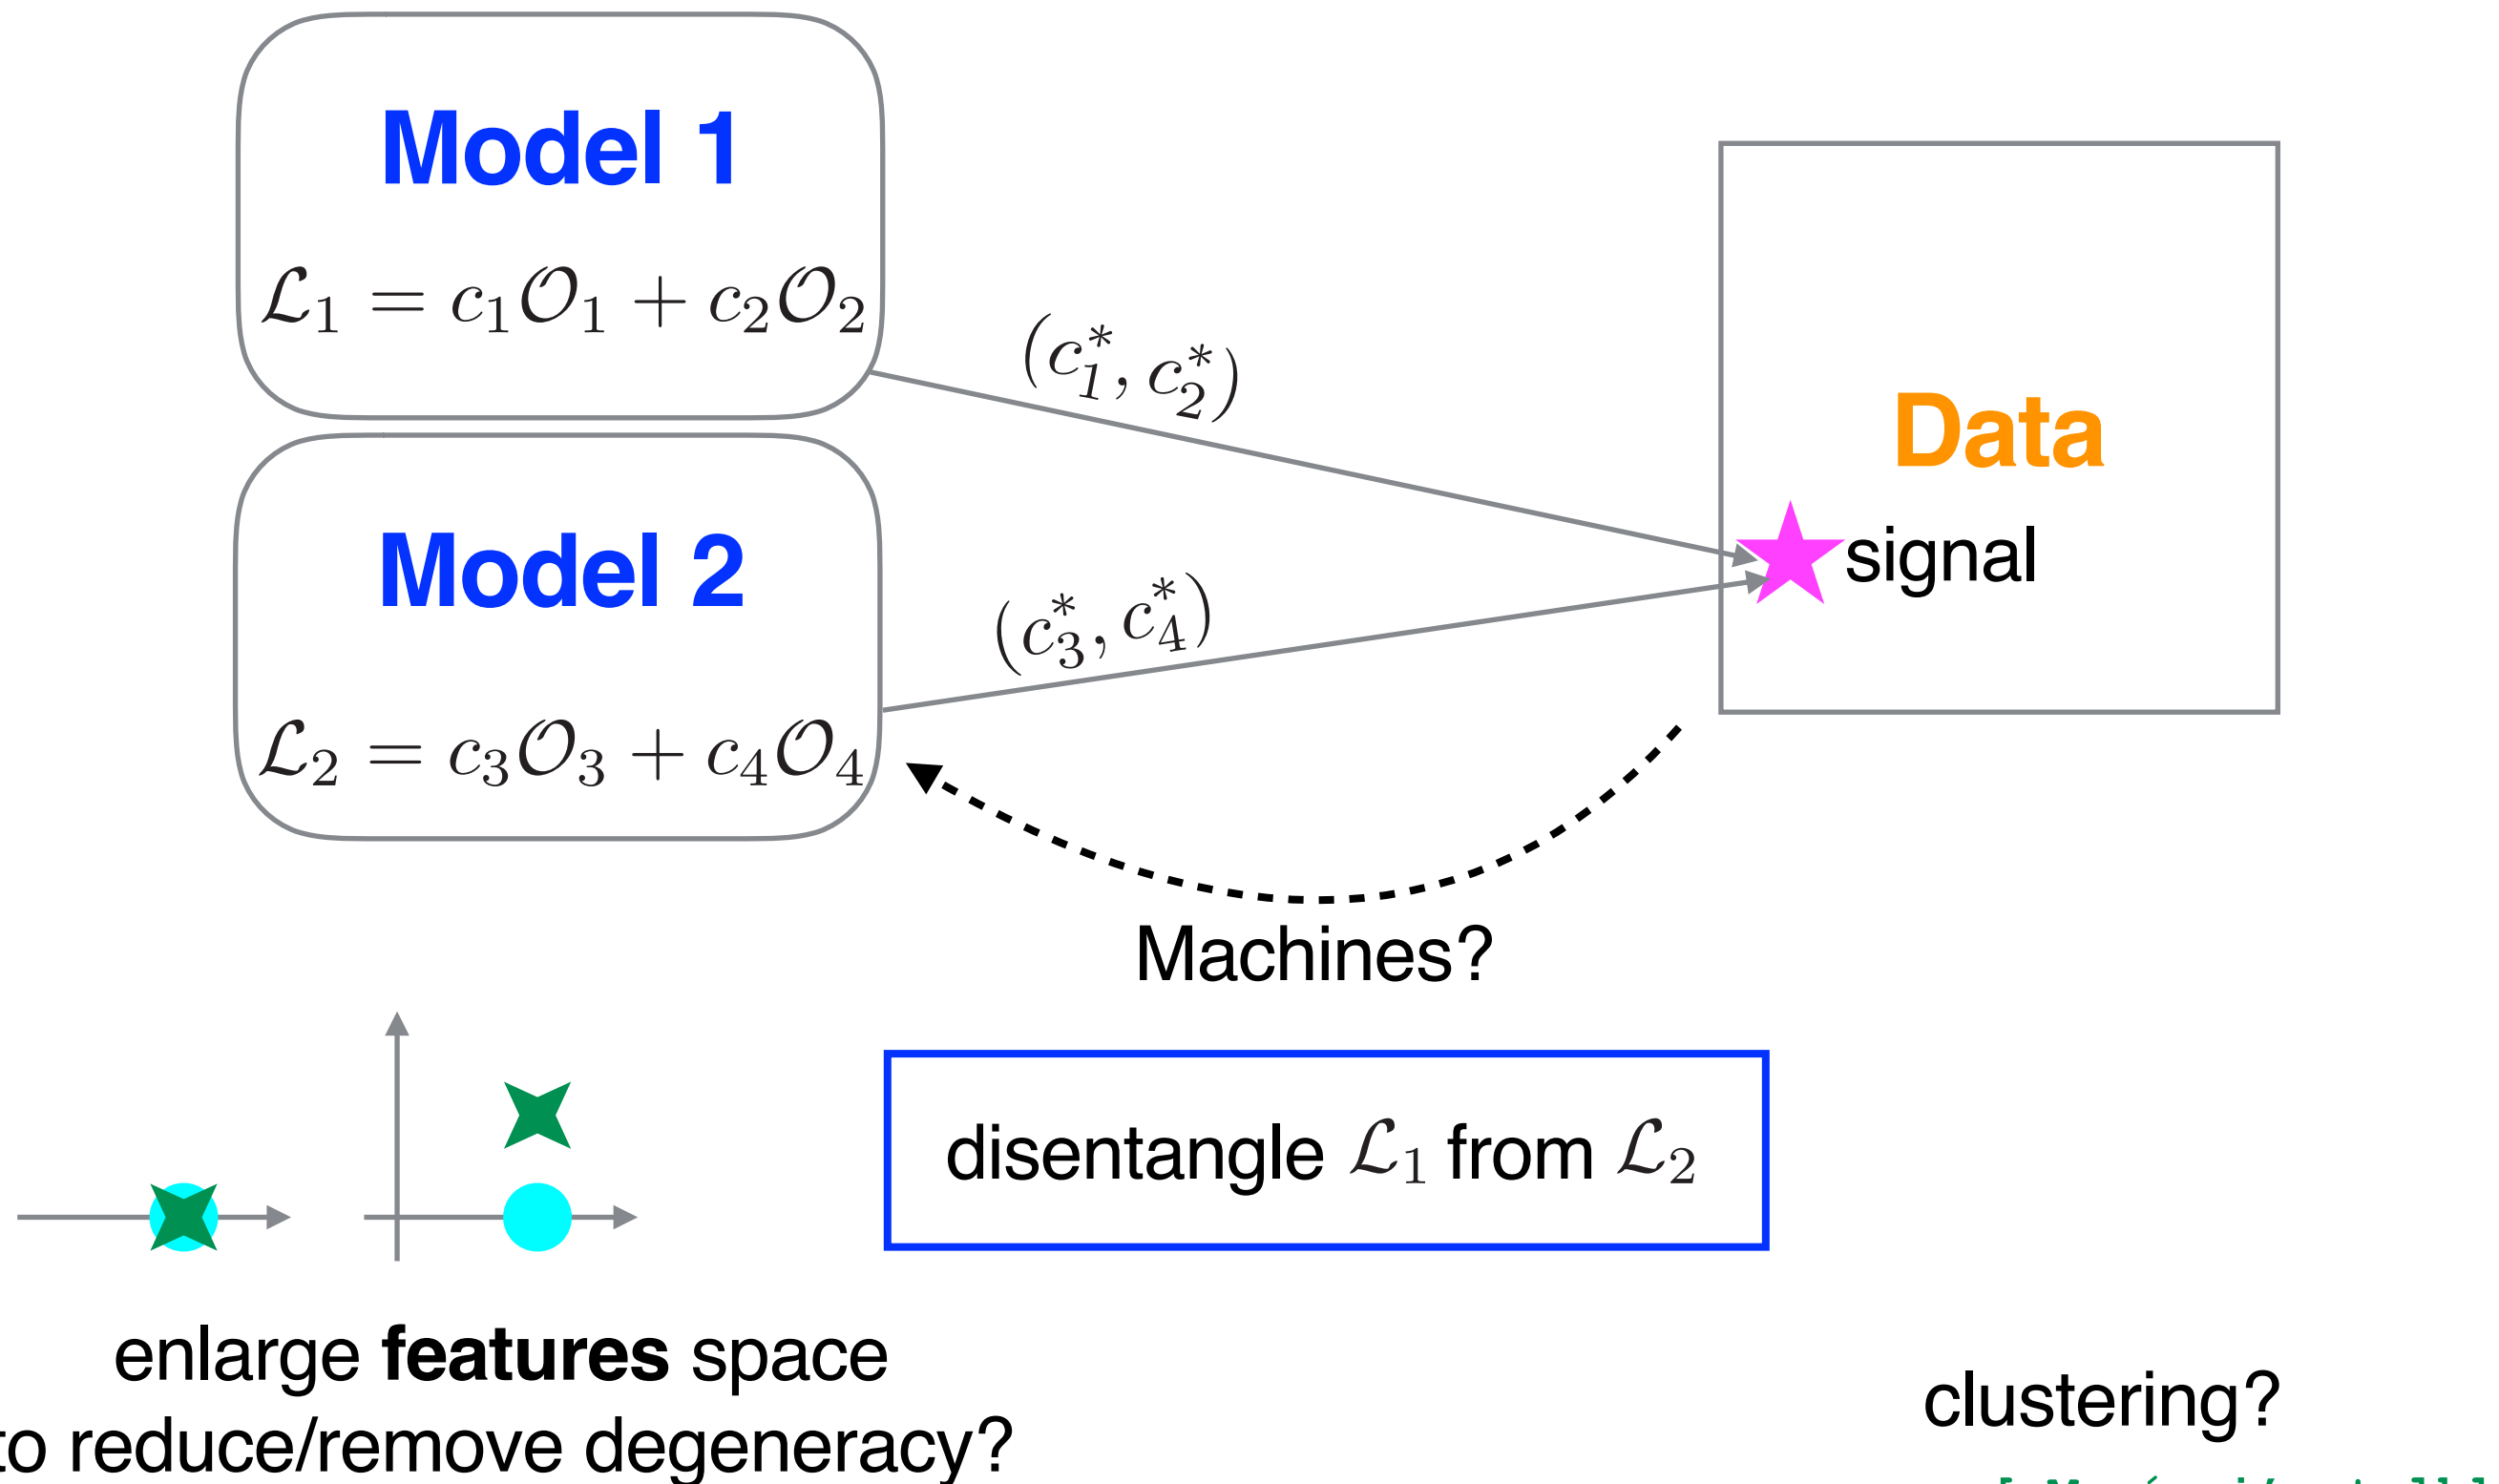 Model 1
ℒ₁ = c₁𝒪₁ + c₂𝒪₂
(c₁*, c₂*)
Data
signal
Model 2
(c₃*, c₄*)
ℒ₂ = c₃𝒪₃ + c₄𝒪₄
Machines?
disentangle ℒ₁ from ℒ₂
enlarge features space
to reduce/remove degeneracy?
clustering?